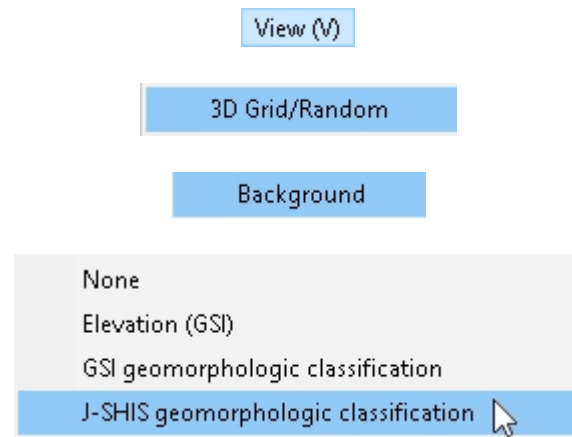 View (V)
3D Grid/Random
Background
None
Elevation (GSI)
GSI geomorphologic classification
J-SHIS geomorphologic classification